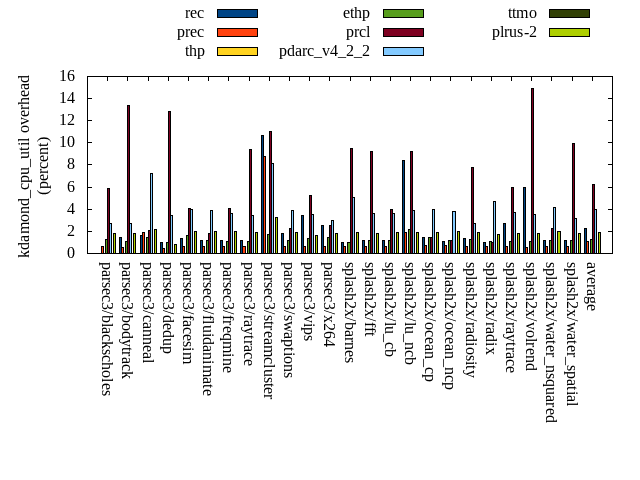 rec
prec
thp
ethp
prcl
pdarc_v4_2_2
ttmo
plrus-2
kdamond_cpu_util overhead
(percent)
16
14
12
10
8
6
4
2
0
parsec3/blackscholes
parsec3/bodytrack
parsec3/canneal
parsec3/dedup
parsec3/facesim
parsec3/fluidanimate
parsec3/freqmine
parsec3/raytrace
parsec3/streamcluster
parsec3/swaptions
parsec3/vips
parsec3/x264
splash2x/barnes
splash2x/fft
splash2x/lu_cb
splash2x/lu_ncb
splash2x/ocean_cp
splash2x/ocean_ncp
splash2x/radiosity
splash2x/radix
splash2x/raytrace
splash2x/volrend
splash2x/water_nsquared
splash2x/water_spatial
average